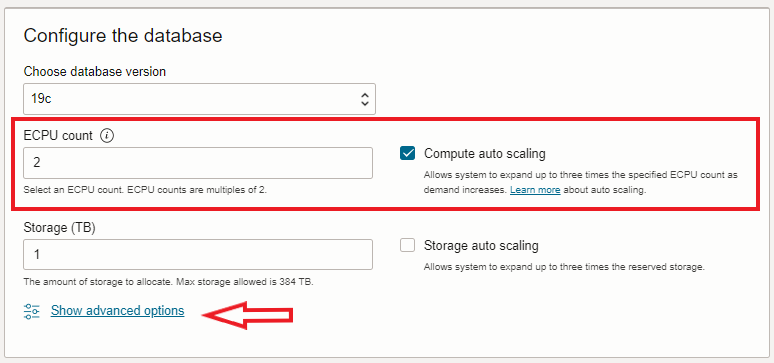 Configure the database
Choose database version
19c
ECPU count
2
Select an ECPU count. ECPU counts are multiples of 2.
Compute auto scaling
Allows system to expand up to three times the specified ECPU count as
demand increases. Learn more about auto scaling.
Storage (TB)
1
The amount of storage to allocate. Max storage allowed is 384 TB.
Storage auto scaling
Allows system to expand up to three times the reserved storage.
Show advanced options